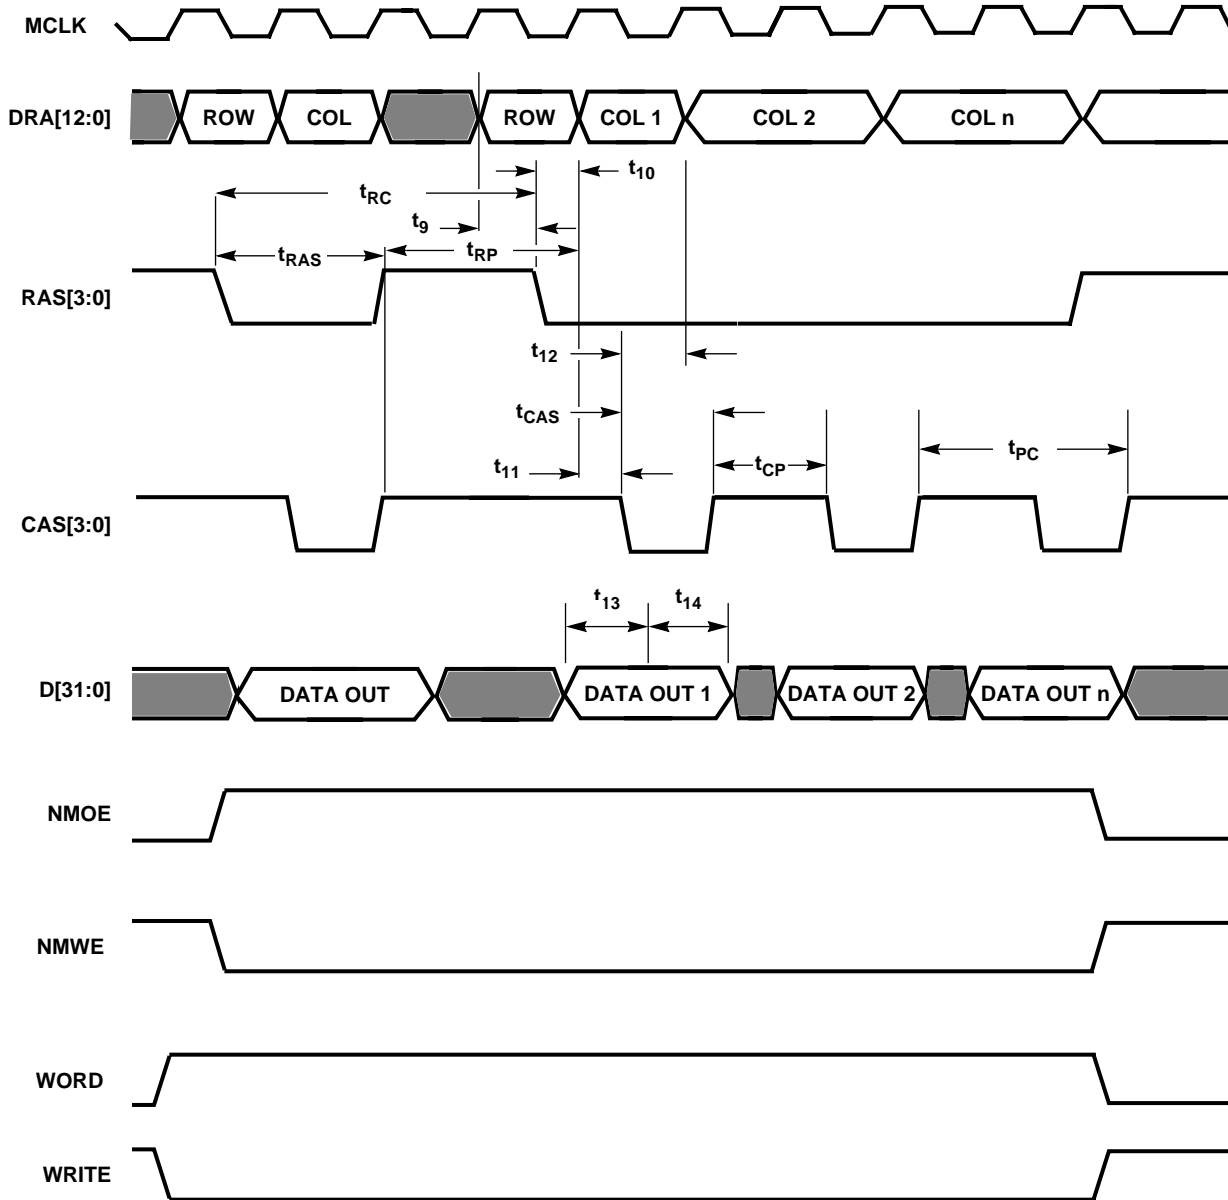 MCLK
DRA[12:0]
ROW COL ROW COL 1 COL 2 COL n
t10
tRC
t9
tRAS tRP
RAS[3:0]
t12
tCAS
tCP tPC
t11
CAS[3:0]
t13 t14
D[31:0]
DATA OUT DATA OUT 1 DATA OUT 2 DATA OUT n
NMOE
NMWE
WORD
WRITE